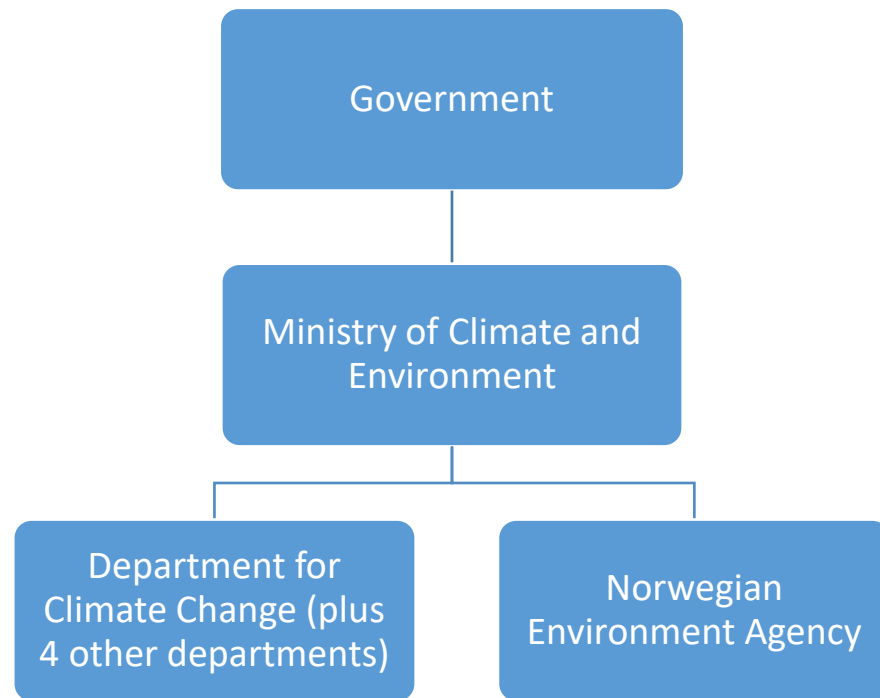 Government
Ministry of Climate and
Environment
Department for
Climate Change (plus
4 other departments)
Norwegian
Environment Agency